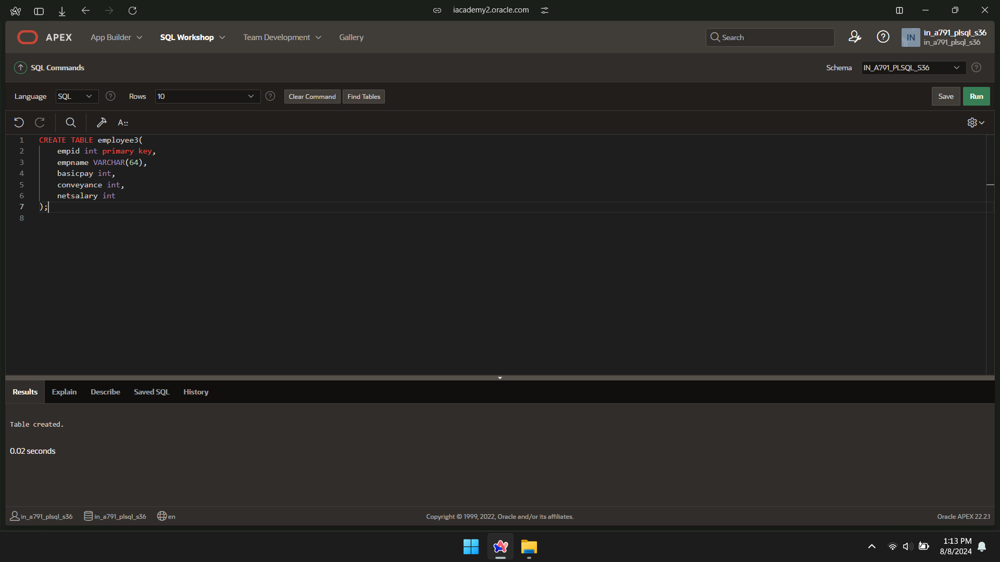 iacademy2.oracle.com
APEX App Builder SQL Workshop Team Development Gallery Search IN in_a791_plsql_s36
in_a791_plsql_s36
SQL Commands Schema IN_A791_PLSQL_S36
Language SQL Rows 10 Clear Command Find Tables Save Run
A::
1 CREATE TABLE employee3(
2 empid int primary key,
3 empname VARCHAR(64),
4 basicpay int,
5 conveyance int,
6 netsalary int
7 );
8
Results Explain Describe Saved SQL History
Table created.
0.02 seconds
in_a791_plsql_s36 in_a791_plsql_s36 en Copyright © 1999, 2022, Oracle and/or its affiliates. Oracle APEX 22.2.1
1:13 PM
8/8/2024